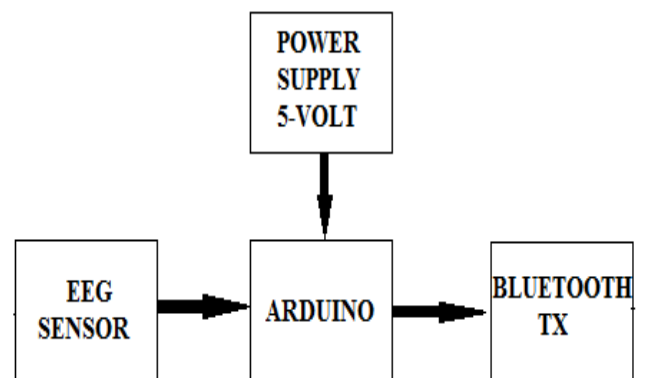 POWER
SUPPLY
5-VOLT
EEG
SENSOR
ARDUINO
BLUETOOTH
TX